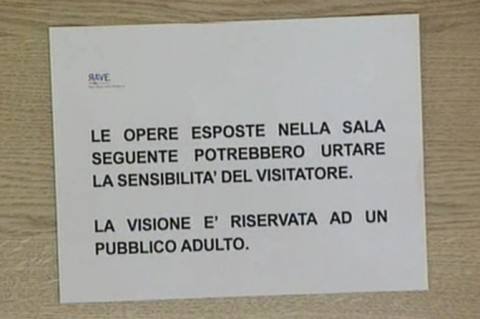 RAVE
LE OPERE ESPOSTE NELLA SALA
SEGUENTE POTREBBERO URTARE
LA SENSIBILITA' DEL VISITATORE.
LA VISIONE E' RISERVATA AD UN
PUBBLICO ADULTO.